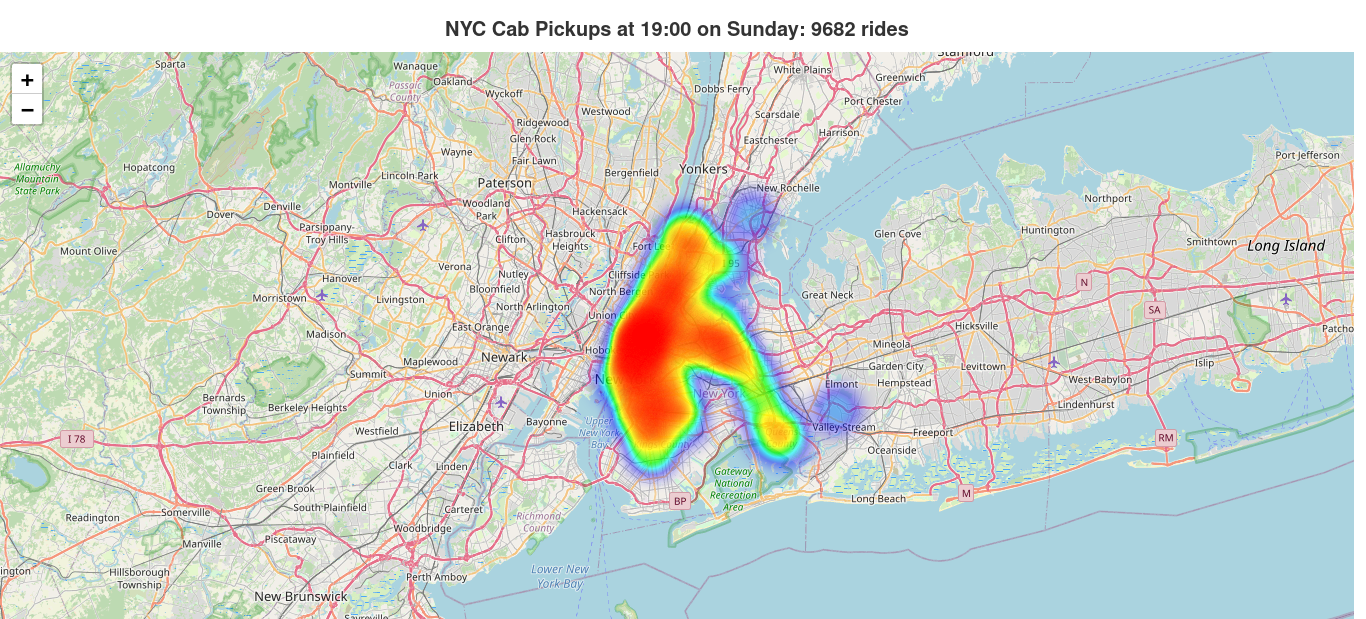 NYC Cab Pickups at 19:00 on Sunday: 9682 rides
+
−
Sparta
Wanaque
Oakland
Passaic
County
Wyckoff
Westwood
Dobbs Ferry
White Plains
Stamford
Greenwich
Port Chester
Scarsdale
Harrison
Eastchester
Ridgewood
Glen Rock
Fair Lawn
Wayne
Hopatcong
Allamuchy
Mountain
State Park
Montville
Lincoln Park
Paterson
Bergenfield
Yonkers
New Rochelle
Port Jefferson
Northport
Dover
Denville
Woodland
Park
Hackensack
Parsippany-
Troy Hills
Clifton
Hasbrouck
Heights
Fort Lee
Glen Cove
Huntington
Smithtown
Long Island
Mount Olive
Verona
Nutley
Cliffside
95
Hanover
Bloomfield
North Bergen
N
Morristown
Livingston
North Arlington
Union
Great Neck
SA
Madison
East Orange
Hicksville
Mineola
Maplewood
Newark
Hobo
Garden City
Levittown
Islip
Summit
New
New York
Elmont
Hempstead
West Babylon
Bernards
Township
Berkeley Heights
Union
Lindenhurst
Bayonne
Upper
New York
Bay
Elizabeth
Valley Stream
Freeport
I 78
Westfield
RM
Plainfield
Clark
Linden
Oceanside
Gateway
National
Recreation
Area
Green Brook
BP
Long Beach
M
South Plainfield
Carteret
Readington
Somerville
Richmond
County
Woodbridge
Manville
Piscataway
Hillsborough
Township
Perth Amboy
Lower New
York Bay
New Brunswick
Sayreville